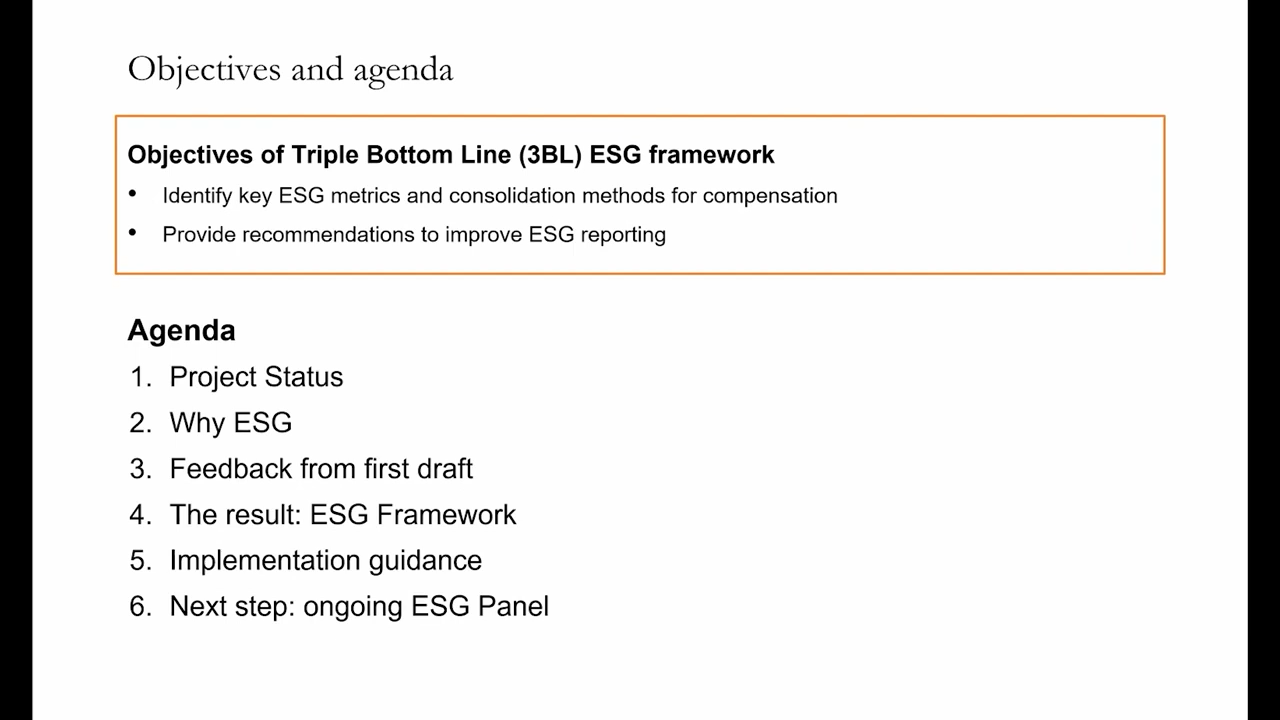 Objectives and agenda
Objectives of Triple Bottom Line (3BL) ESG framework
• Identify key ESG metrics and consolidation methods for compensation
• Provide recommendations to improve ESG reporting
Agenda
1. Project Status
2. Why ESG
3. Feedback from first draft
4. The result: ESG Framework
5. Implementation guidance
6. Next step: ongoing ESG Panel